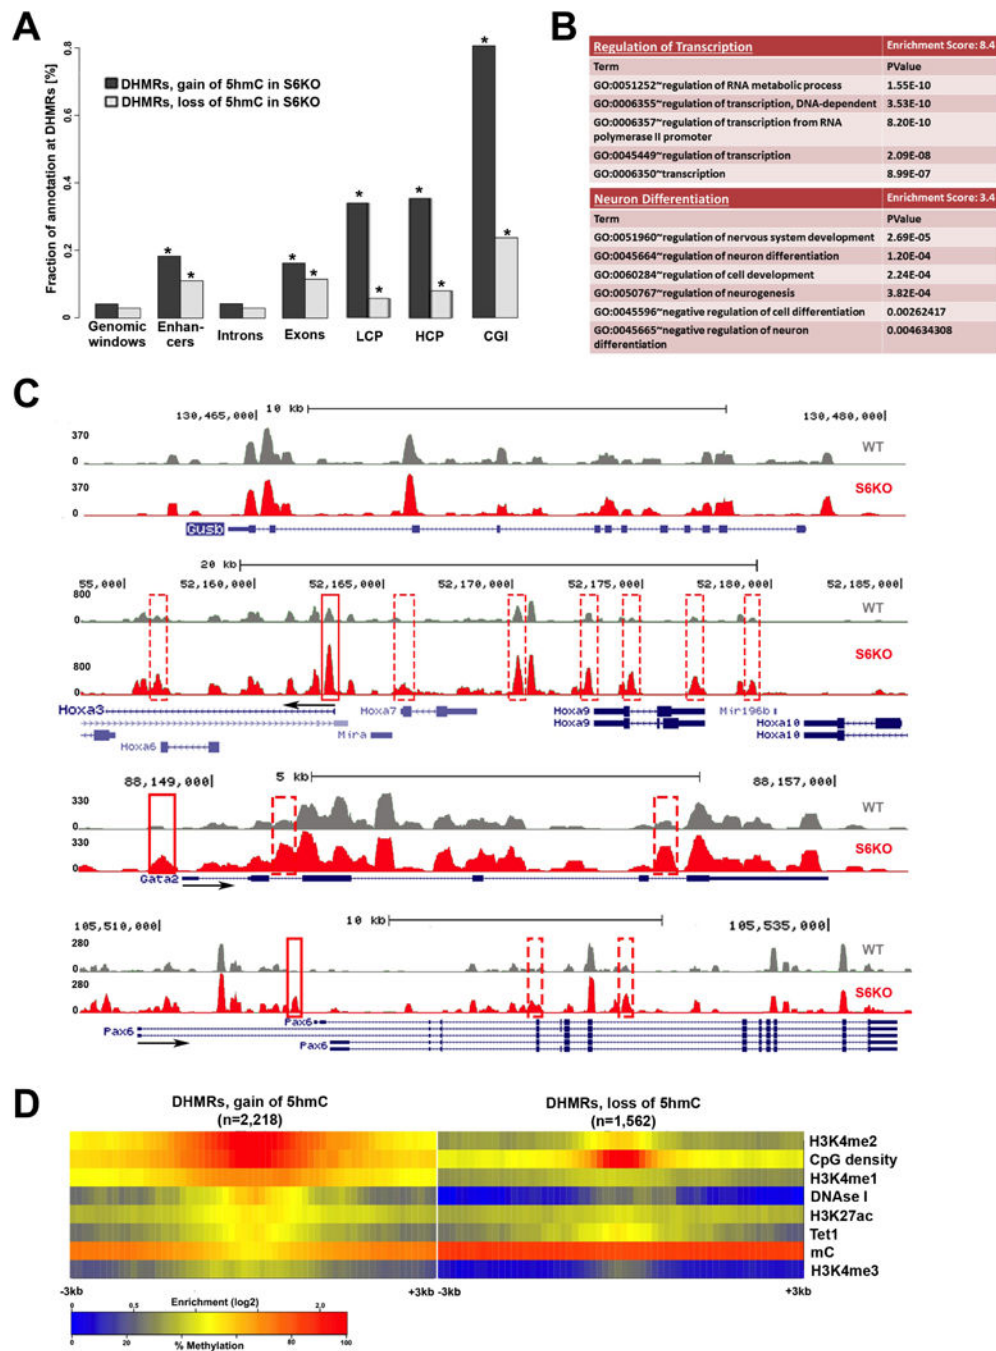 A
Fraction of annotation at DHMRs [%]
0.8
0.6
0.4
0.2
0
DHMRs, gain of 5hmC in S6KO
DHMRs, loss of 5hmC in S6KO
* * * * * * * * * *
Genomic windows
Enhan-cers
Introns
Exons
LCP
HCP
CGI
B
Regulation of Transcription Enrichment Score: 8.4
Term PValue
GO:0051252~regulation of RNA metabolic process 1.55E-10
GO:0006355~regulation of transcription, DNA-dependent 3.53E-10
GO:0006357~regulation of transcription from RNA 8.20E-10
polymerase II promoter
GO:0045449~regulation of transcription 2.09E-08
GO:0006350~transcription 8.99E-07
Neuron Differentiation Enrichment Score: 3.4
Term PValue
GO:0051960~regulation of nervous system development 2.69E-05
GO:0045664~regulation of neuron differentiation 1.20E-04
GO:0060284~regulation of cell development 2.24E-04
GO:0050767~regulation of neurogenesis 3.82E-04
GO:0045596~negative regulation of cell differentiation 0.00262417
GO:0045665~negative regulation of neuron 0.004634308
differentiation
C
10 kb
130,465,000| 130,480,000|
370
0
WT
370
0
S6KO
Gusb
20 kb
55,000| 52,160,000| 52,165,000| 52,170,000| 52,175,000| 52,180,000| 52,185,000|
800
0
WT
800
0
S6KO
Hoxa3 Hoxa7 Hoxa9 Mir196b
Hoxa9 Hoxa10
Mira Hoxa10
Hoxa6
5 kb
88,149,000| 88,157,000|
330
0
WT
330
0
S6KO
Gata2
10 kb
105,510,000| 105,535,000|
280
0
WT
280
0
S6KO
Pax6
Pax6
Pax6
D
DHMRs, gain of 5hmC DHMRs, loss of 5hmC
(n=2,218) (n=1,562)
H3K4me2
CpG density
H3K4me1
DNAse I
H3K27ac
Tet1
mC
H3K4me3
-3kb +3kb -3kb +3kb
Enrichment (log2)
0 0,5 2,0
0 20 40 60 80 100
% Methylation